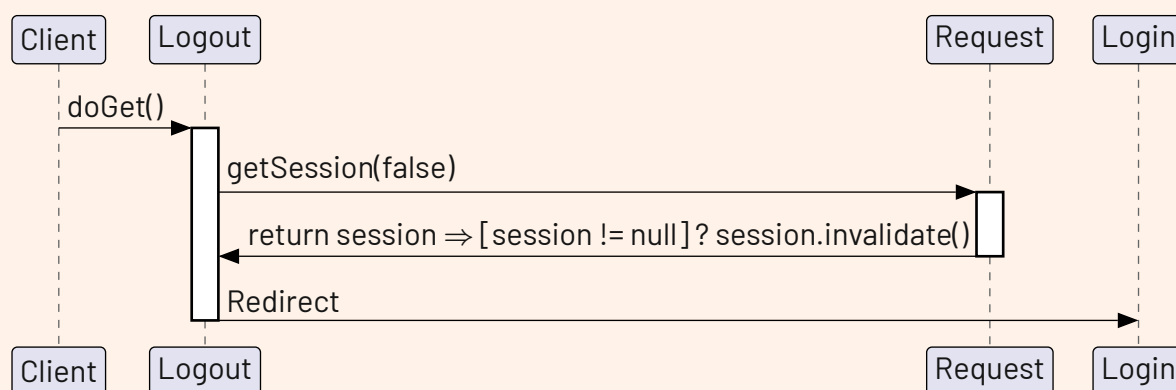 Client Logout Request Login
doGet()
getSession(false)
return session ⇒ [session != null] ? session.invalidate()
Redirect
Client Logout Request Login